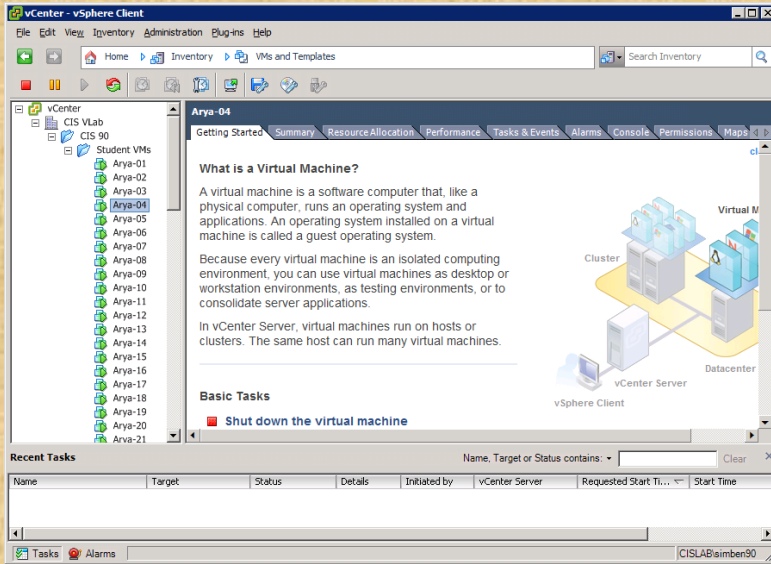 vCenter - vSphere Client
File Edit View Inventory Administration Plug-ins Help
Home Inventory VMs and Templates
Search Inventory
vCenter
CIS VLab
CIS 90
Student VMs
Arya-01
Arya-02
Arya-03
Arya-04
Arya-05
Arya-06
Arya-07
Arya-08
Arya-09
Arya-10
Arya-11
Arya-12
Arya-13
Arya-14
Arya-15
Arya-16
Arya-17
Arya-18
Arya-19
Arya-20
Arya-21
Arya-04
Getting Started Summary Resource Allocation Performance Tasks & Events Alarms Console Permissions Maps
What is a Virtual Machine?
A virtual machine is a software computer that, like a
physical computer, runs an operating system and
applications. An operating system installed on a virtual
machine is called a guest operating system.
Because every virtual machine is an isolated computing
environment, you can use virtual machines as desktop or
workstation environments, as testing environments, or to
consolidate server applications.
In vCenter Server, virtual machines run on hosts or
clusters. The same host can run many virtual machines.
Basic Tasks
Shut down the virtual machine
Virtual M
Cluster
Datacenter
vCenter Server
vSphere Client
Recent Tasks
Name, Target or Status contains:
Clear
Name Target Status Details Initiated by vCenter Server Requested Start Ti... Start Time
Tasks Alarms
CISLAB\simben90